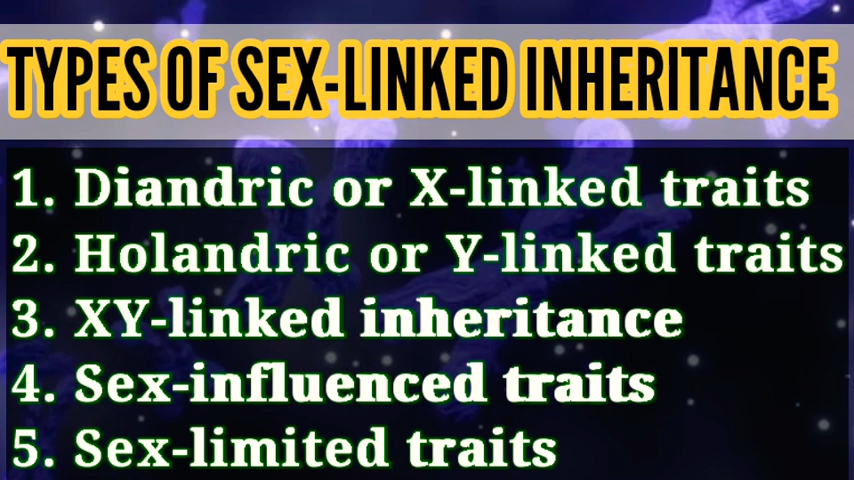 TYPES OF SEX-LINKED INHERITANCE
1. Diandric or X-linked traits
2. Holandric or Y-linked traits
3. XY-linked inheritance
4. Sex-influenced traits
5. Sex-limited traits